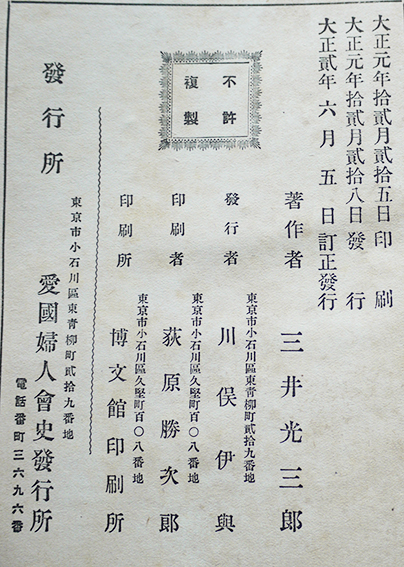 大正元年拾貳月貳拾五日印刷
大正元年拾貳月貳拾八日發行
大正貳年六月五日訂正發行
不許
複製
著作者 三井光三郎
東京市小石川區東靑柳町貳拾九番地
發行者 川俣伊與
東京市小石川區久堅町百〇八番地
印刷者 荻原勝次郎
東京市小石川區久堅町百〇八番地
印刷所 博文館印刷所
東京市小石川區東靑柳町貳拾九番地
發行所 愛國婦人會史發行所
電話番町三六九六番